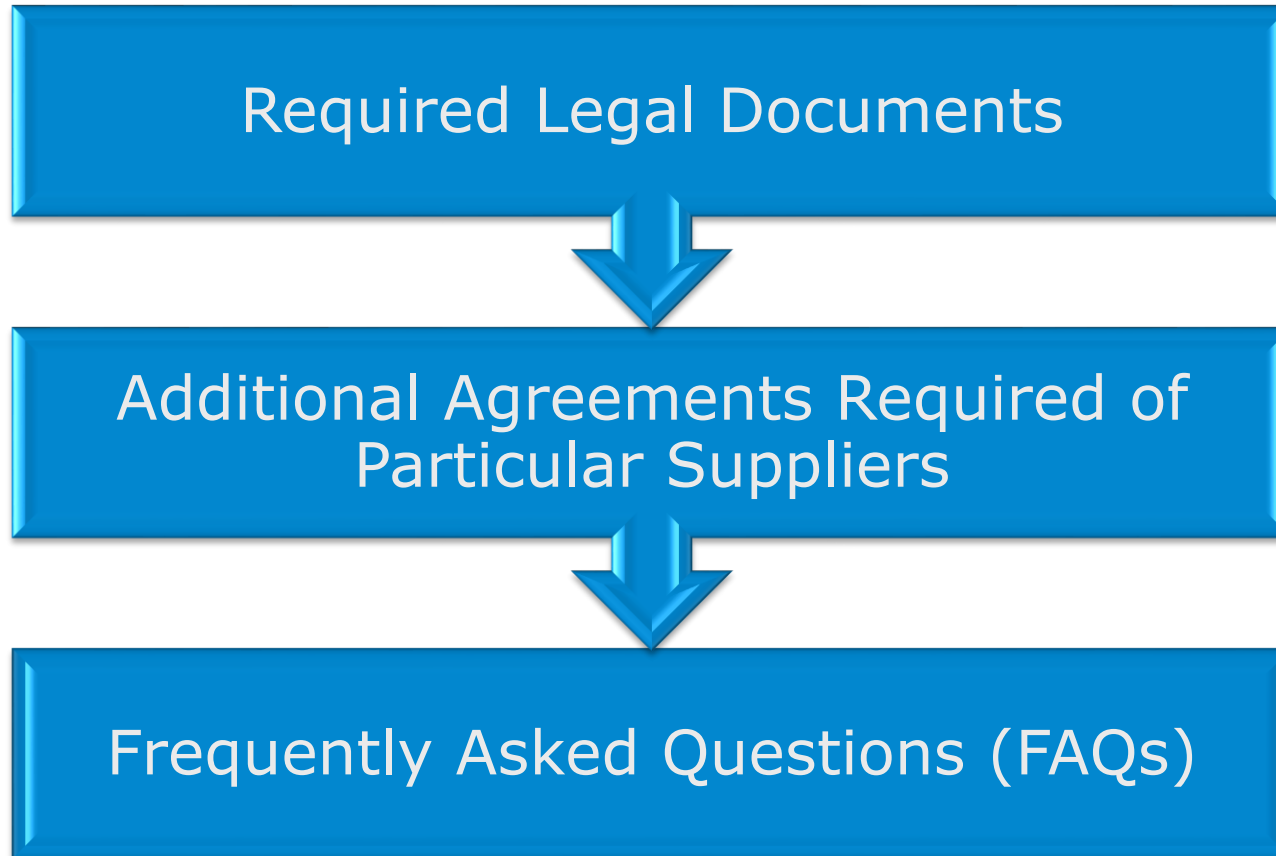 Required Legal Documents
Additional Agreements Required of
Particular Suppliers
Frequently Asked Questions (FAQs)